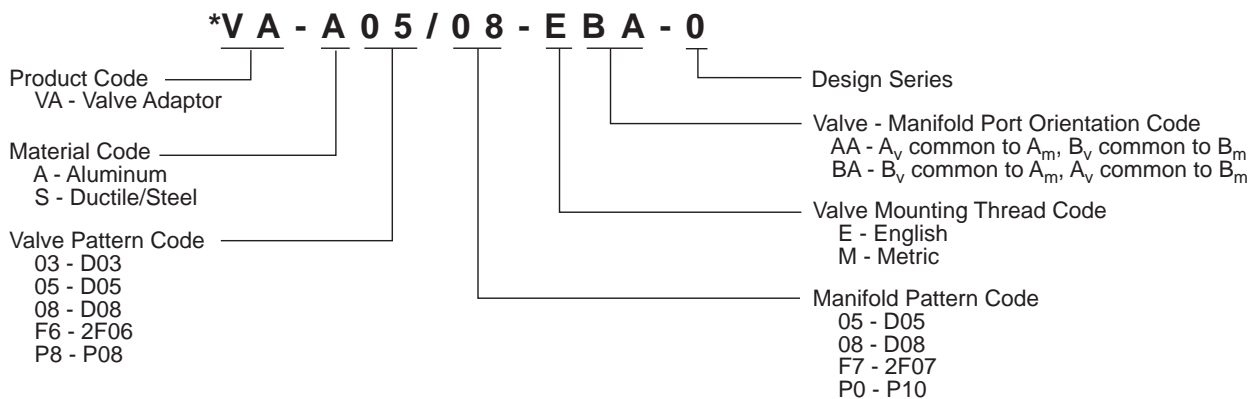 *VA-A05/08-EBA-0
Product Code
VA - Valve Adaptor
Material Code
A - Aluminum
S - Ductile/Steel
Valve Pattern Code
03 - D03
05 - D05
08 - D08
F6 - 2F06
P8 - P08
Design Series
Valve - Manifold Port Orientation Code
AA - Av common to Am, Bv common to Bm
BA - Bv common to Am, Av common to Bm
Valve Mounting Thread Code
E - English
M - Metric
Manifold Pattern Code
05 - D05
08 - D08
F7 - 2F07
P0 - P10